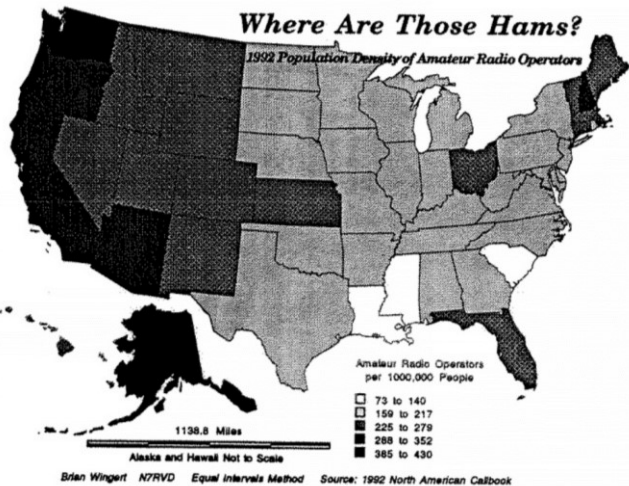 Where Are Those Hams?
1992 Population Density of Amateur Radio Operators
Amateur Radio Operators
per 1000,000 People
73 to 140
159 to 217
225 to 279
288 to 352
385 to 430
1138.8 Miles
Alaska and Hawaii Not to Scale
Brian Wingert N7RVD Equal Intervals Method Source: 1992 North American Callbook